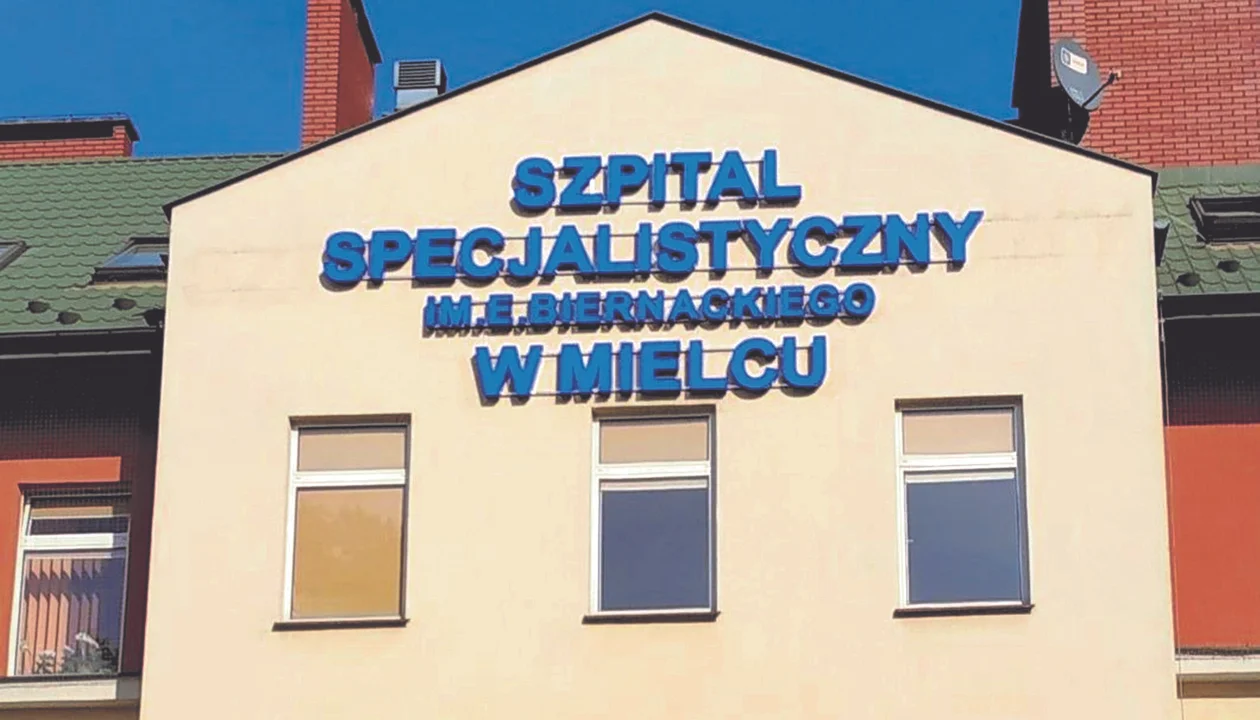 SZPITAL
SPECJALISTYCZNY
IM.E.BIERNACKIEGO
W MIELCU